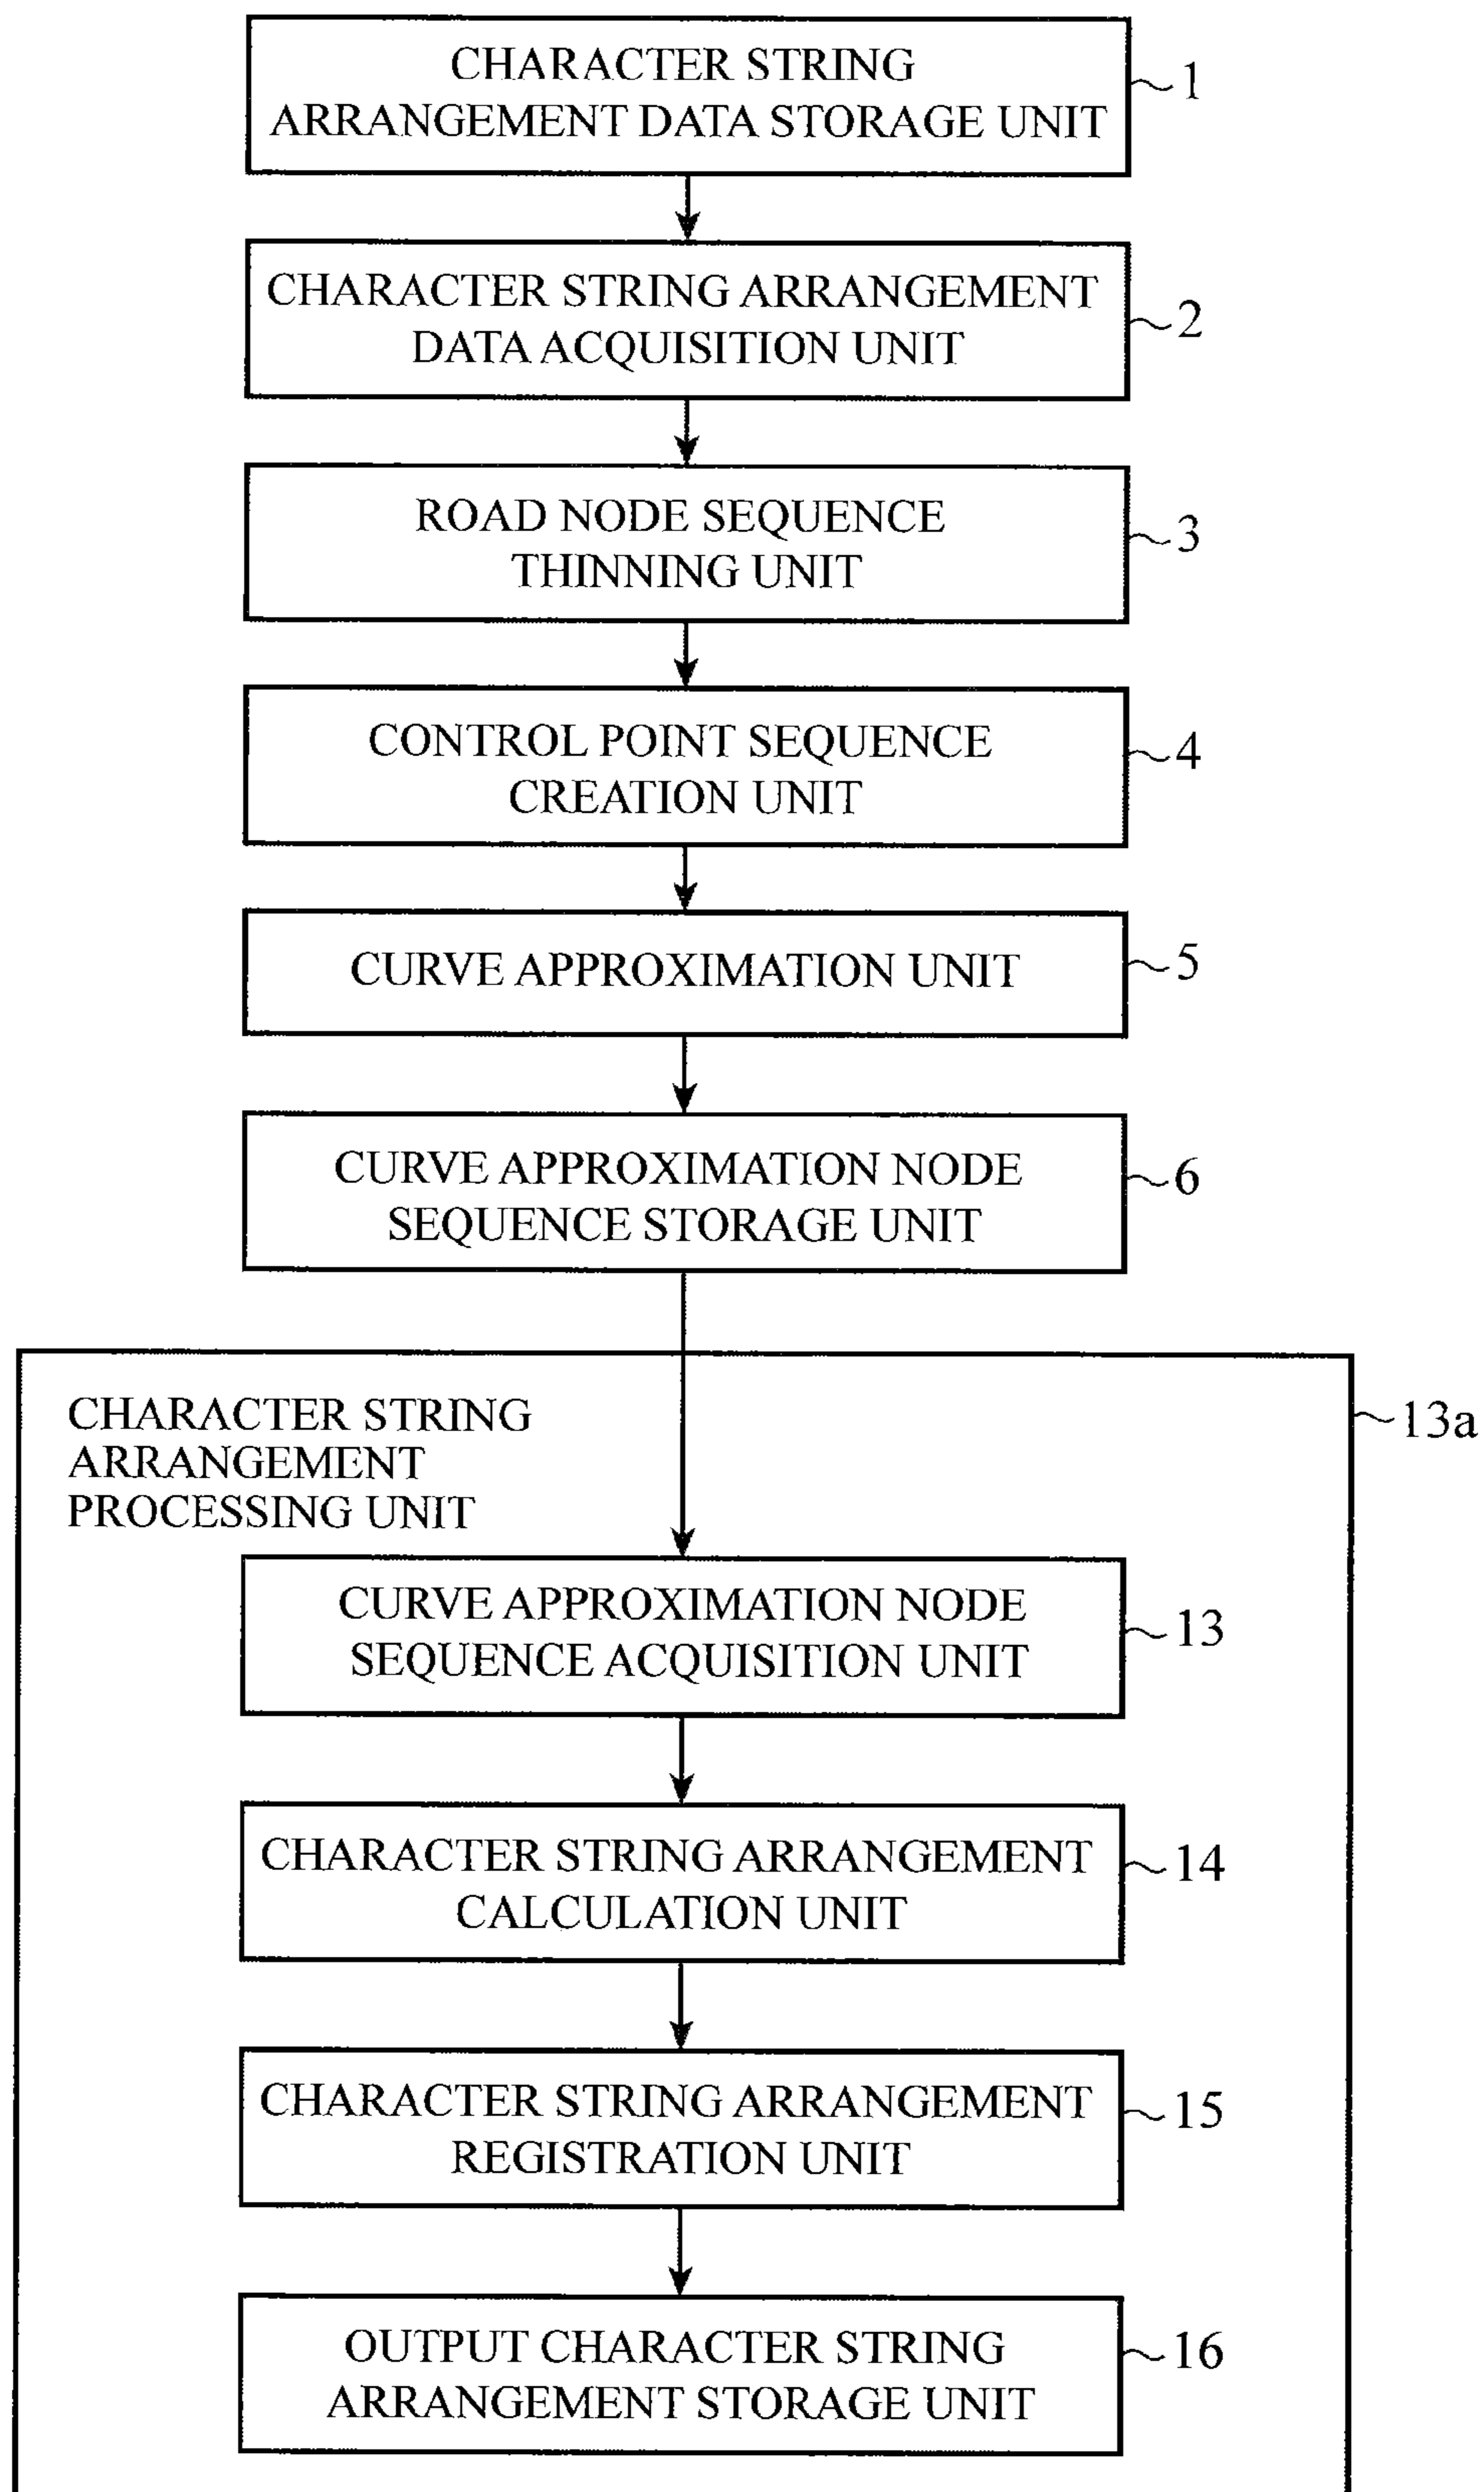 CHARACTER STRING
ARRANGEMENT DATA STORAGE UNIT
1
CHARACTER STRING ARRANGEMENT
DATA ACQUISITION UNIT
2
ROAD NODE SEQUENCE
THINNING UNIT
3
CONTROL POINT SEQUENCE
CREATION UNIT
4
CURVE APPROXIMATION UNIT
5
CURVE APPROXIMATION NODE
SEQUENCE STORAGE UNIT
6
CHARACTER STRING
ARRANGEMENT
PROCESSING UNIT
13a
CURVE APPROXIMATION NODE
SEQUENCE ACQUISITION UNIT
13
CHARACTER STRING ARRANGEMENT
CALCULATION UNIT
14
CHARACTER STRING ARRANGEMENT
REGISTRATION UNIT
15
OUTPUT CHARACTER STRING
ARRANGEMENT STORAGE UNIT
16